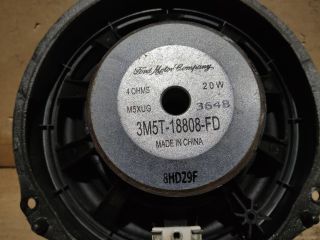 Ford Motor Company
4 OHMS 20W
M5XUG 3648
3M5T-18808-FD
MADE IN CHINA
8HD29F